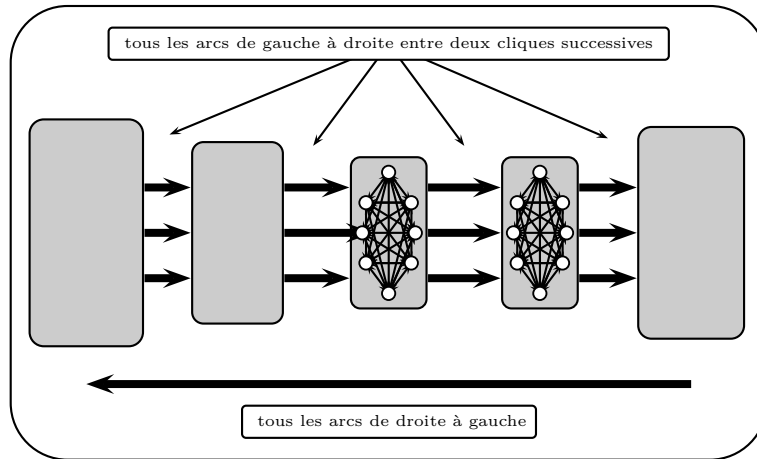 tous les arcs de gauche à droite entre deux cliques successives
tous les arcs de droite à gauche